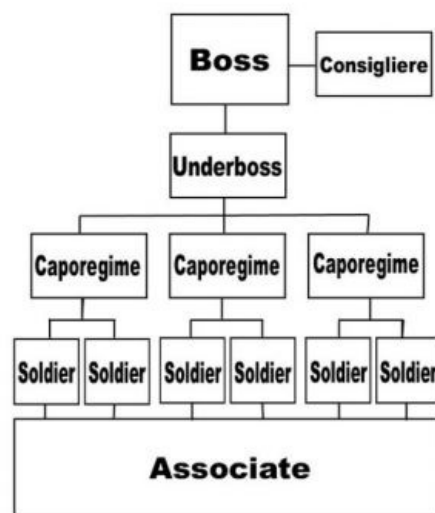 Boss
Consigliere
Underboss
Caporegime Caporegime Caporegime
Soldier Soldier Soldier Soldier Soldier Soldier
Associate